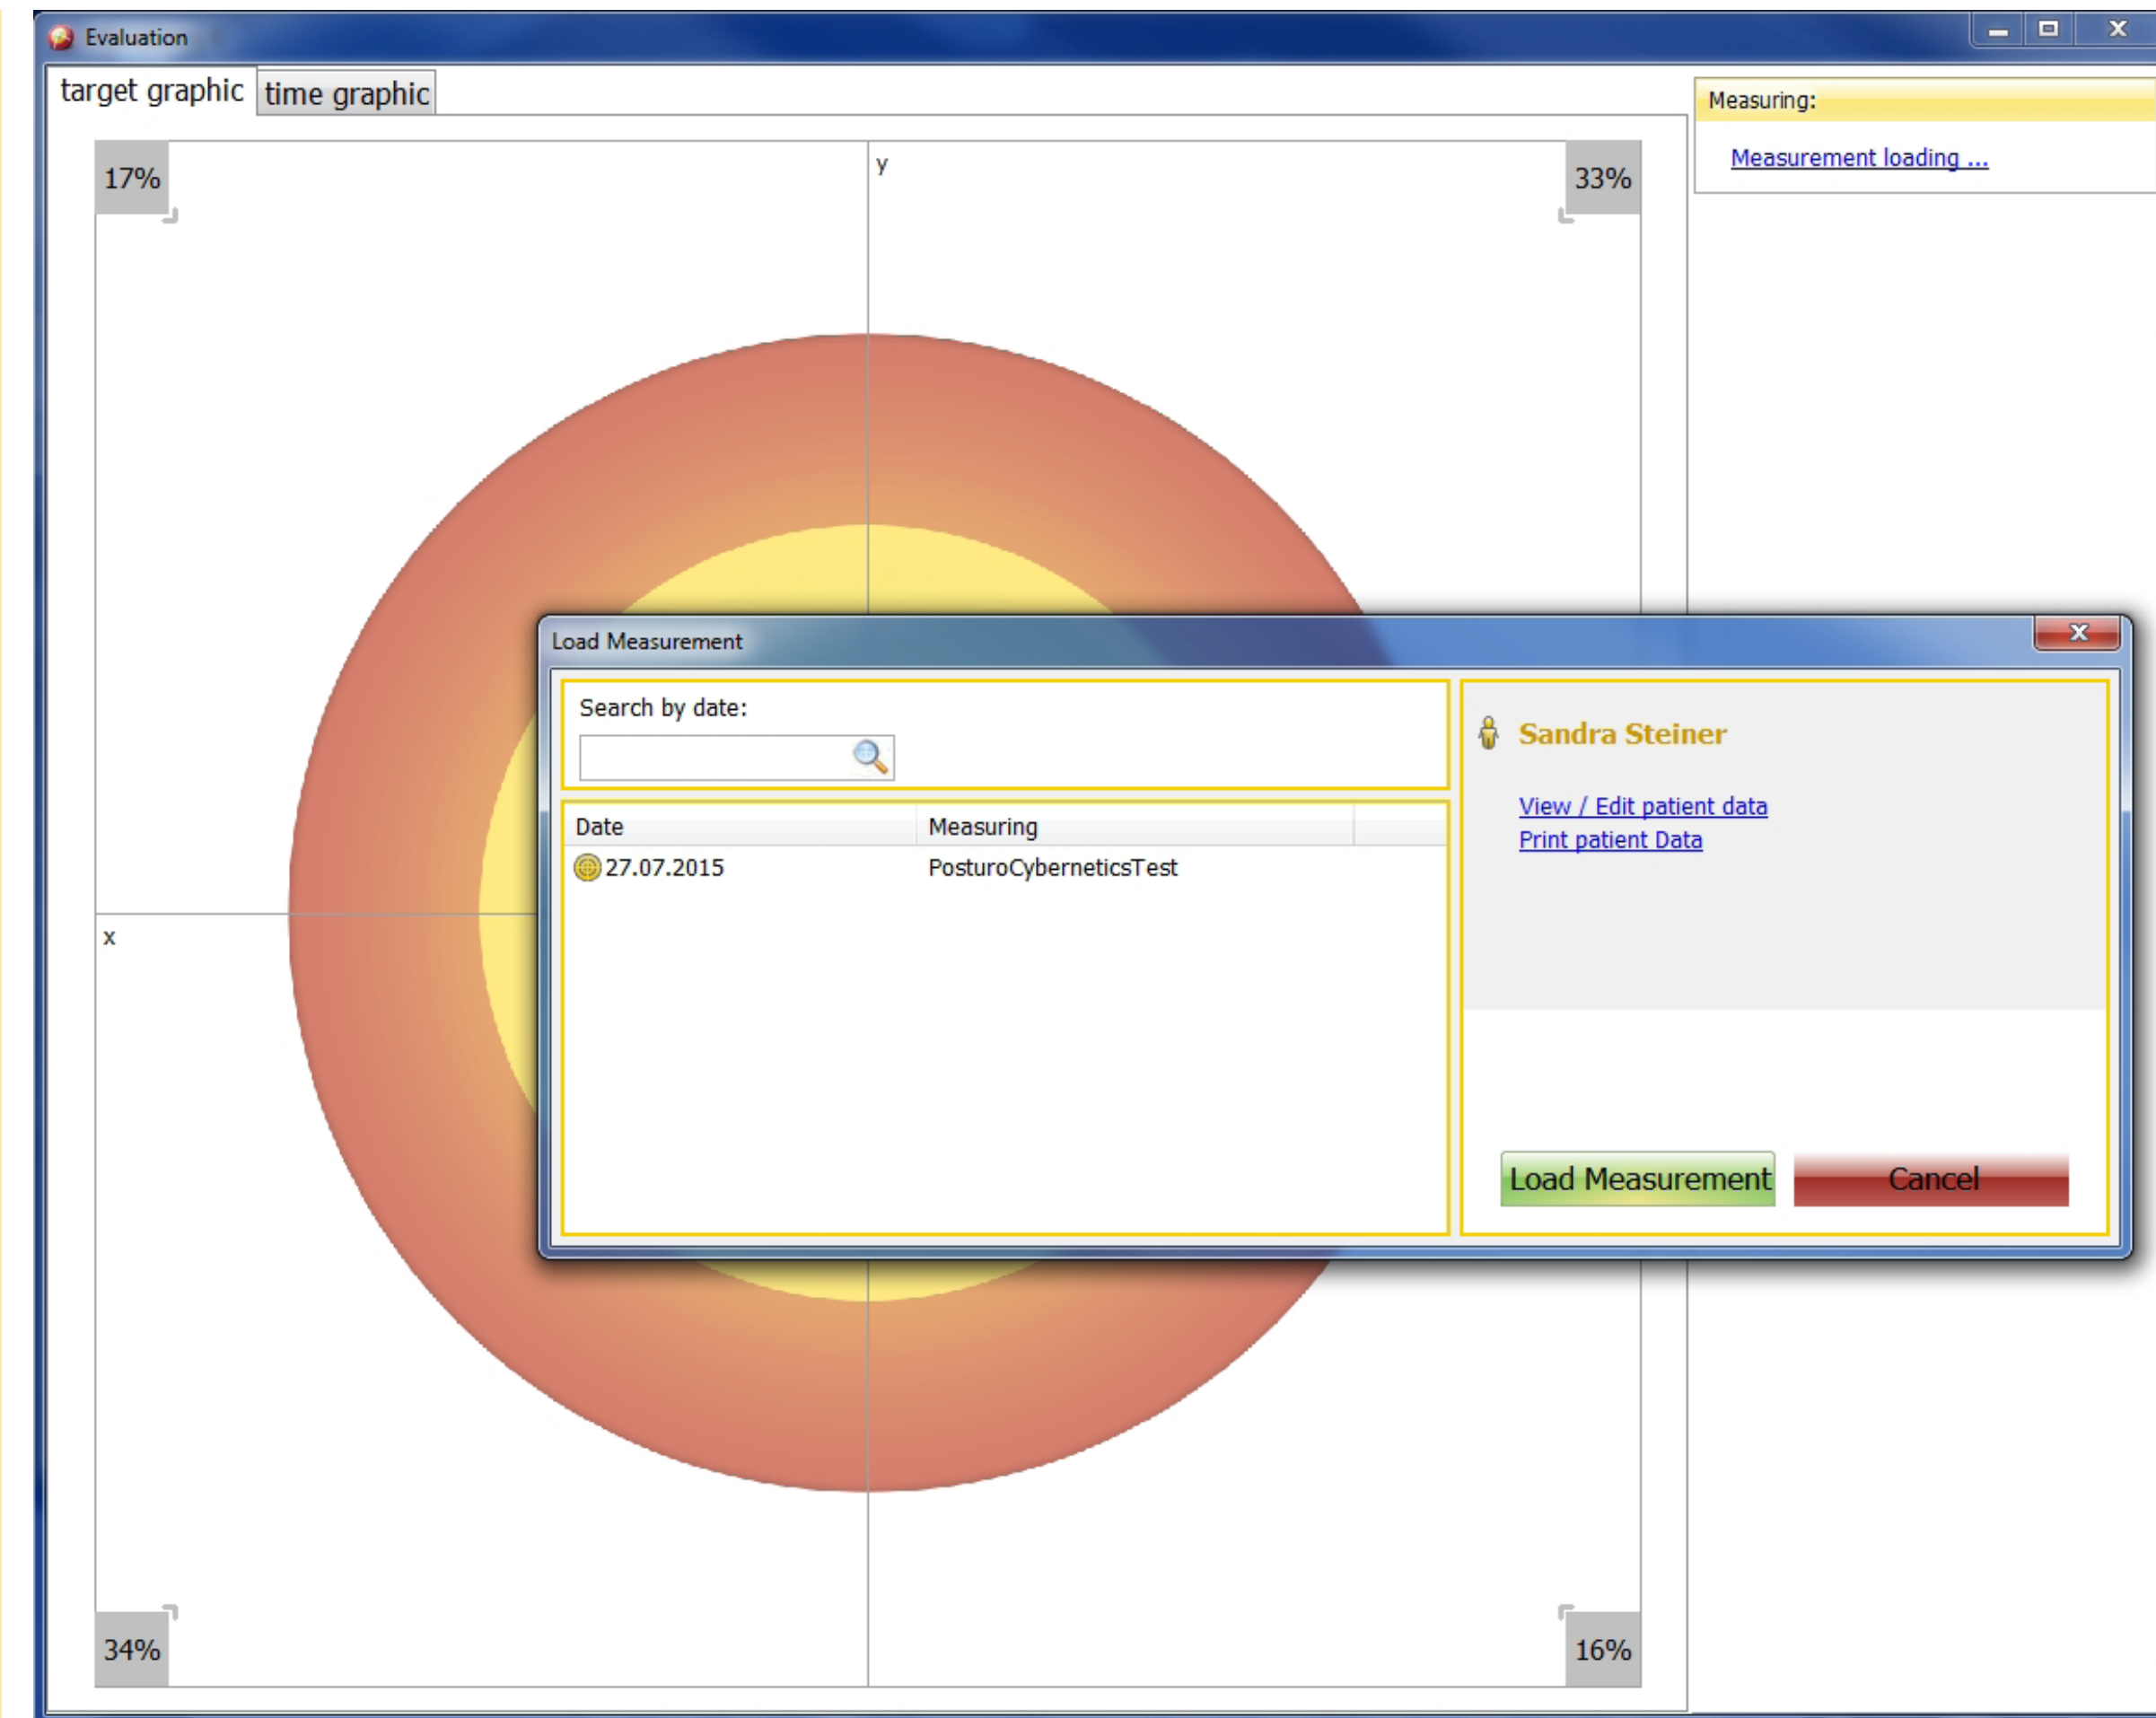 Evaluation
target graphic
time graphic
Measuring:
Measurement loading ...
17%
y
33%
Load Measurement
Search by date:
Sandra Steiner
View / Edit patient data
Print patient Data
Date Measuring
27.07.2015 PosturoCyberneticsTest
x
Load Measurement
Cancel
34%
16%